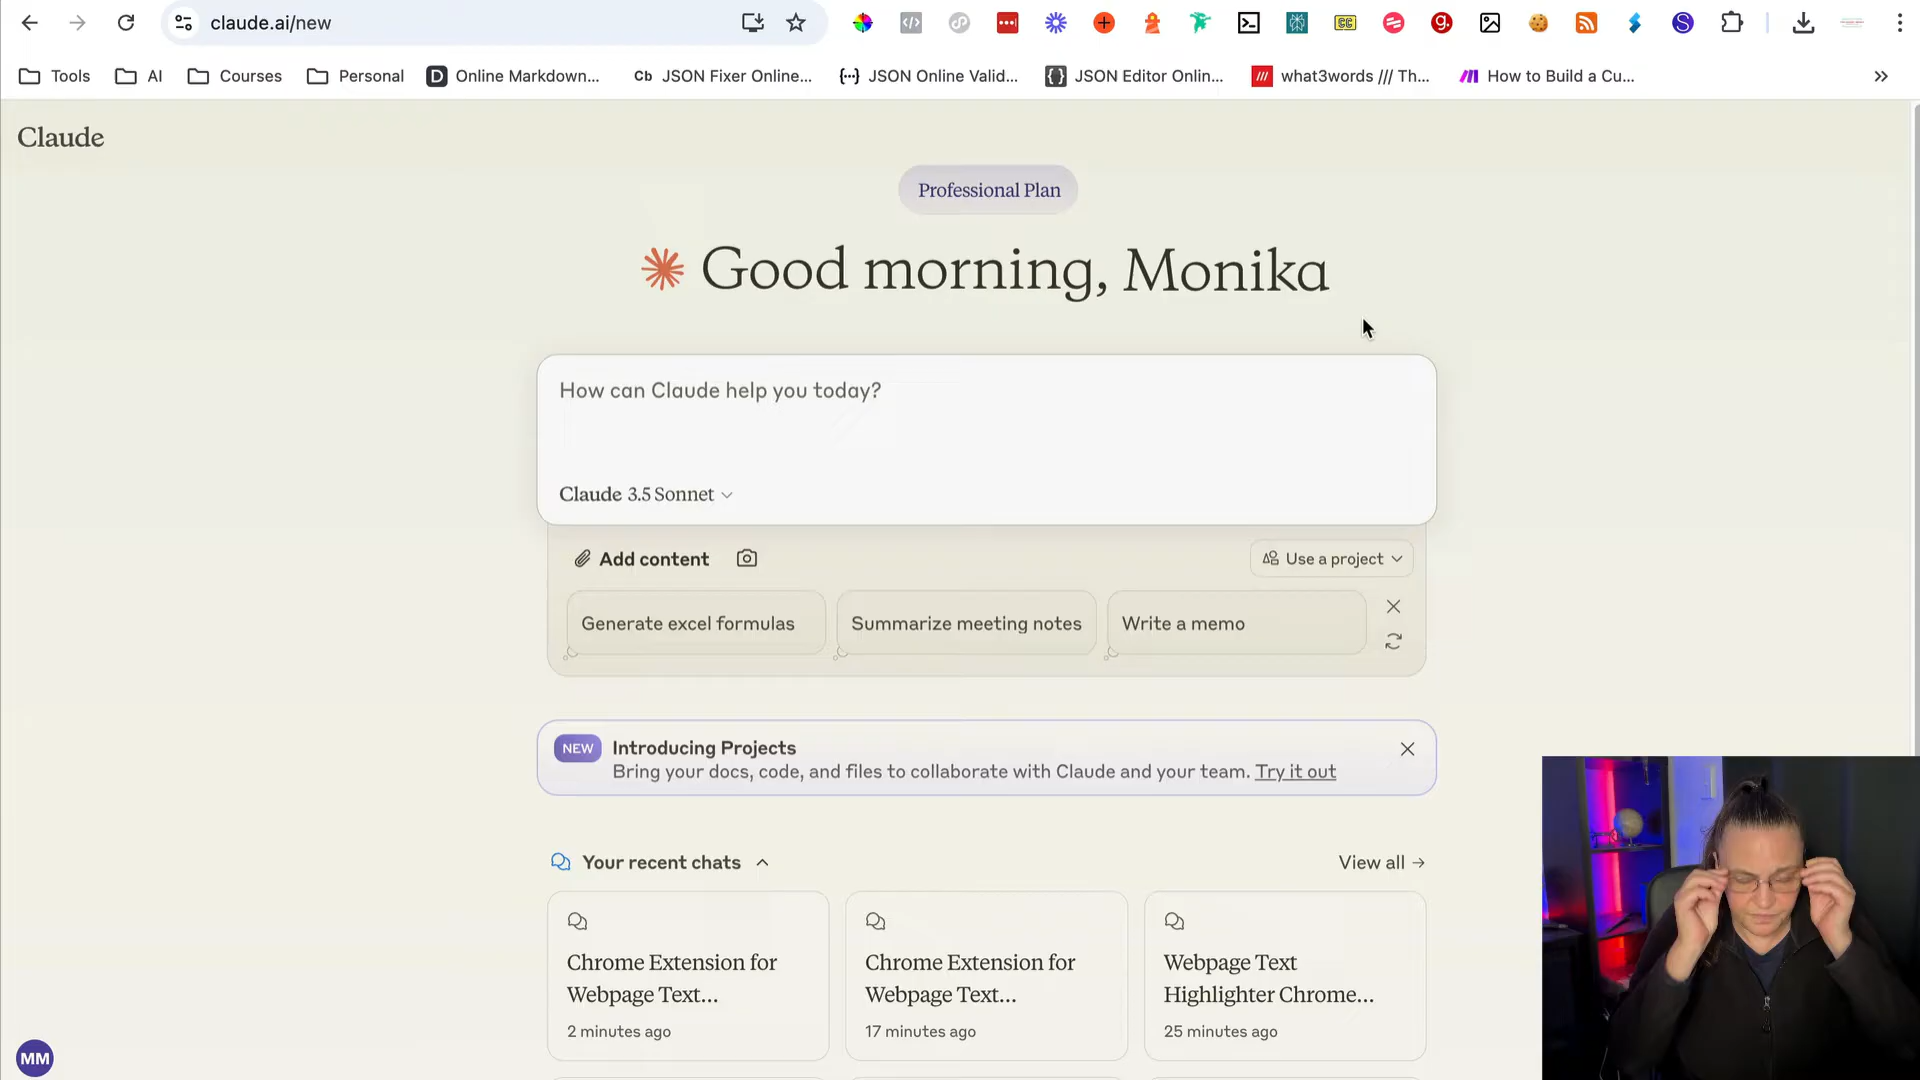 claude.ai/new
Tools AI Courses Personal Online Markdown... JSON Fixer Online... JSON Online Valid... JSON Editor Onlin... what3words /// Th... How to Build a Cu...
Claude
Professional Plan
Good morning, Monika
How can Claude help you today?
Claude 3.5 Sonnet
Add content
Use a project
Generate excel formulas
Summarize meeting notes
Write a memo
NEW Introducing Projects
Bring your docs, code, and files to collaborate with Claude and your team. Try it out
Your recent chats
View all →
Chrome Extension for
Webpage Text...
2 minutes ago
Chrome Extension for
Webpage Text...
17 minutes ago
Webpage Text
Highlighter Chrome...
25 minutes ago
MM